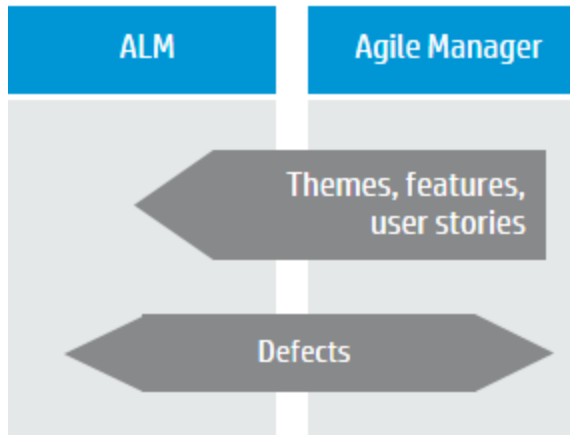 ALM
Agile Manager
Themes, features,
user stories
Defects